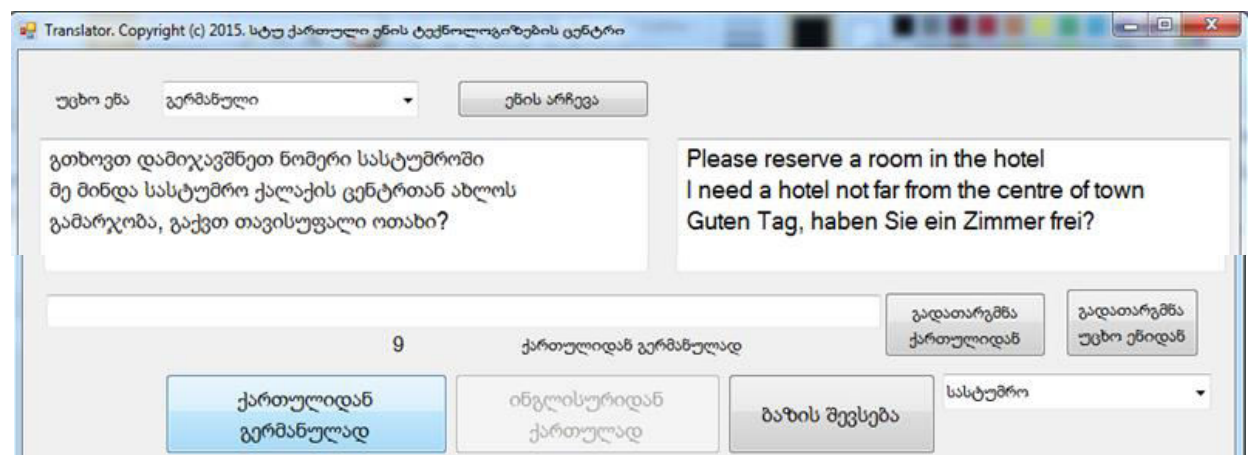 Translator. Copyright (c) 2015. სტუ ქართული ენის ტექნოლოგიზების ცენტრი
უცხო ენა გერმანული ენის არჩევა
გთხოვთ დამიჯავშნეთ ნომერი სასტუმროში
მე მინდა სასტუმრო ქალაქის ცენტრთან ახლოს
გამარჯობა, გაქვთ თავისუფალი ოთახი?
Please reserve a room in the hotel
I need a hotel not far from the centre of town
Guten Tag, haben Sie ein Zimmer frei?
გადათარგმნა
ქართულიდან
გადათარგმნა
უცხო ენიდან
9 ქართულიდან გერმანულად
ქართულიდან
გერმანულად
ინგლისურიდან
ქართულად
ბაზის შევსება
სასტუმრო